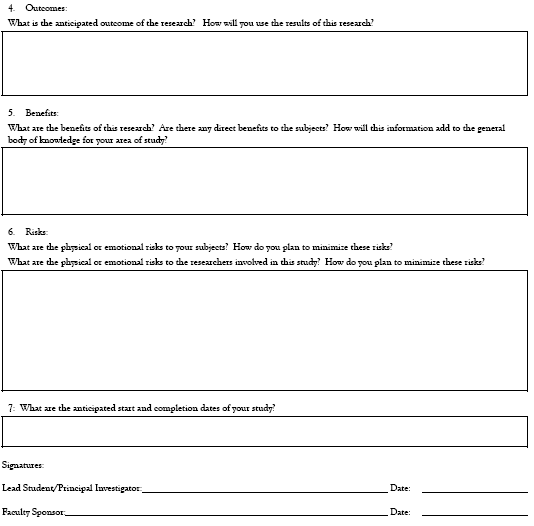 4. Outcomes:
What is the anticipated outcome of the research? How will you use the results of this research?
5. Benefits:
What are the benefits of this research? Are there any direct benefits to the subjects? How will this information add to the general
body of knowledge for your area of study?
6. Risks:
What are the physical or emotional risks to your subjects? How do you plan to minimize these risks?
What are the physical or emotional risks to the researchers involved in this study? How do you plan to minimize these risks?
7: What are the anticipated start and completion dates of your study?
Signatures:
Lead Student/Principal Investigator: Date:
Faculty Sponsor: Date: